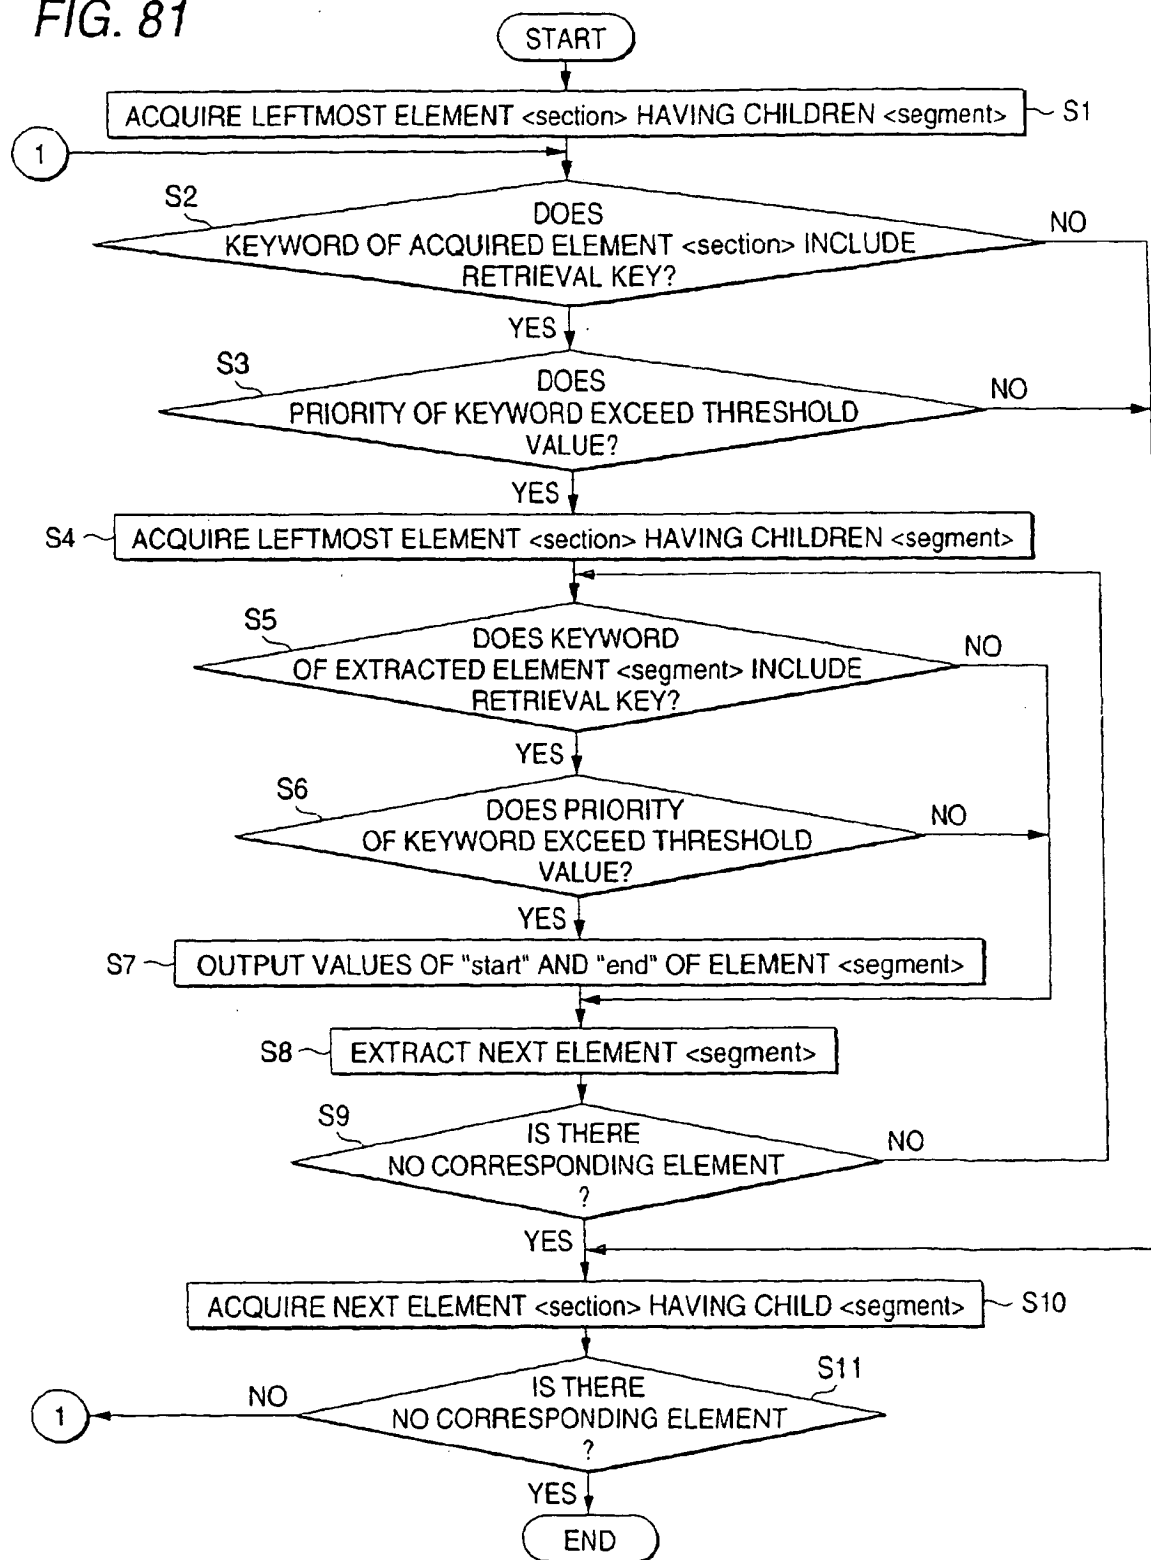 FIG. 81
START
ACQUIRE LEFTMOST ELEMENT <section> HAVING CHILDREN <segment>
S1
1
S2
DOES
KEYWORD OF ACQUIRED ELEMENT <section> INCLUDE
RETRIEVAL KEY?
NO
YES
S3
DOES
PRIORITY OF KEYWORD EXCEED THRESHOLD
VALUE?
NO
YES
S4
ACQUIRE LEFTMOST ELEMENT <section> HAVING CHILDREN <segment>
S5
DOES KEYWORD
OF EXTRACTED ELEMENT <segment> INCLUDE
RETRIEVAL KEY?
NO
YES
S6
DOES PRIORITY
OF KEYWORD EXCEED THRESHOLD
VALUE?
NO
YES
S7
OUTPUT VALUES OF "start" AND "end" OF ELEMENT <segment>
S8
EXTRACT NEXT ELEMENT <segment>
S9
IS THERE
NO CORRESPONDING ELEMENT
?
NO
YES
ACQUIRE NEXT ELEMENT <section> HAVING CHILD <segment>
S10
S11
IS THERE
NO CORRESPONDING ELEMENT
?
NO
1
YES
END